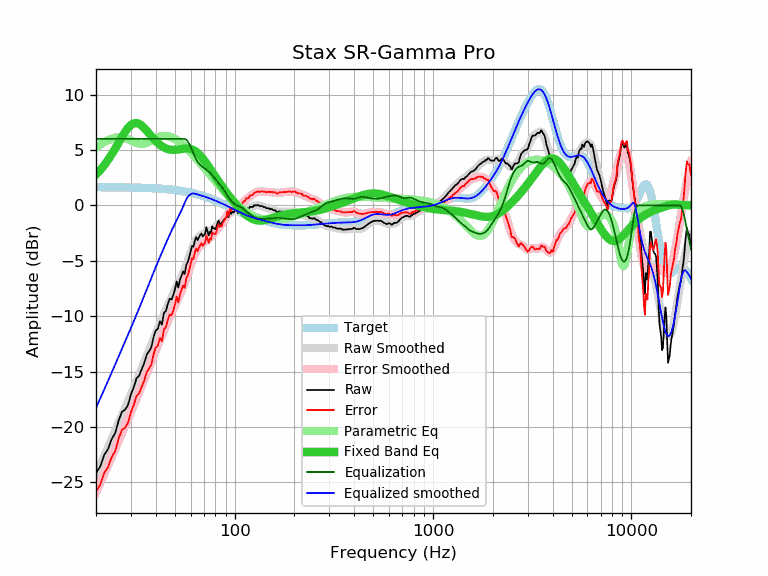 Stax SR-Gamma Pro
Amplitude (dBr)
10
5
0
−5
−10
−15
−20
−25
Target
Raw Smoothed
Error Smoothed
Raw
Error
Parametric Eq
Fixed Band Eq
Equalization
Equalized smoothed
100
1000
10000
Frequency (Hz)